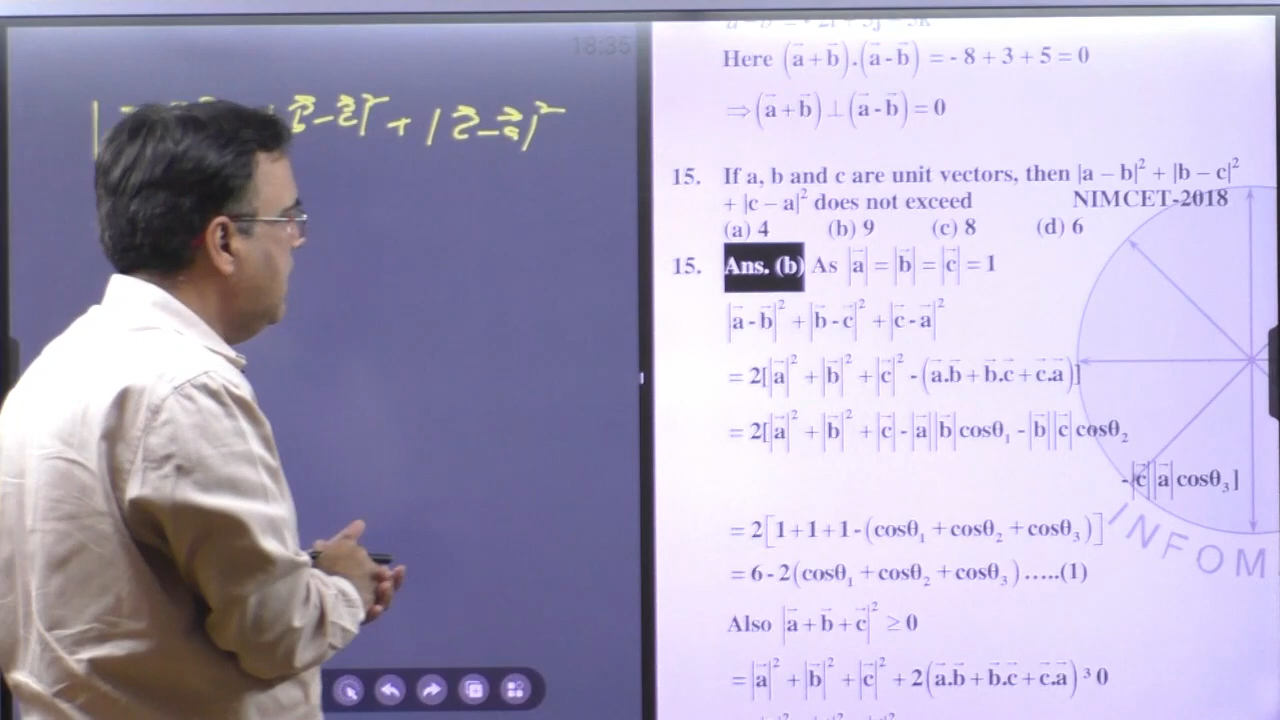 18:35
b⃗ - c⃗|² + |c⃗ - a⃗|²
Here (a⃗ + b⃗).(a⃗ - b⃗) = - 8 + 3 + 5 = 0
⇒ (a⃗ + b⃗) ⊥ (a⃗ - b⃗) = 0
15. If a, b and c are unit vectors, then |a – b|² + |b – c|²
+ |c – a|² does not exceed NIMCET-2018
(a) 4 (b) 9 (c) 8 (d) 6
15. Ans. (b) As |a⃗| = |b⃗| = |c⃗| = 1
|a⃗ - b⃗|² + |b⃗ - c⃗|² + |c⃗ - a⃗|²
= 2[|a⃗|² + |b⃗|² + |c⃗|² - (a⃗.b⃗ + b⃗.c⃗ + c⃗.a⃗)]
= 2[|a⃗|² + |b⃗|² + |c⃗ - |a⃗||b⃗| cosθ₁ - |b⃗||c⃗| cosθ₂
- |c⃗||a⃗| cosθ₃]
= 2[1 + 1 + 1 - (cosθ₁ + cosθ₂ + cosθ₃)]
= 6 - 2(cosθ₁ + cosθ₂ + cosθ₃).....(1)
Also |a⃗ + b⃗ + c⃗|² ≥ 0
= |a⃗|² + |b⃗|² + |c⃗|² + 2(a⃗.b⃗ + b⃗.c⃗ + c⃗.a⃗) ³ 0
INFOM